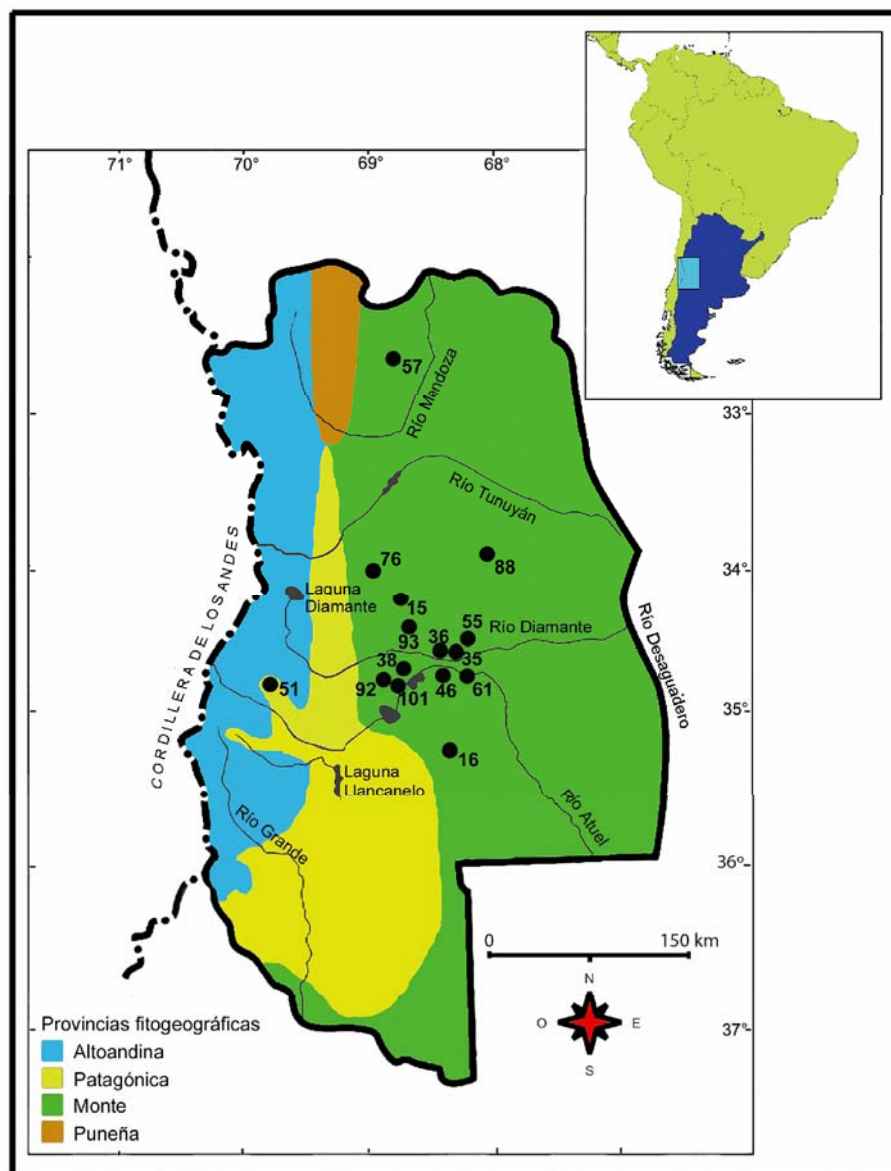 71°
70°
69°
68°
57
Río Mendoza
33°
Río Tunuyán
88
76
34°
Laguna
Diamante
15
CORDILLERA DE LOS ANDES
93
36
55
Río Diamante
35
38
Río Desaguadero
51
92
101
46
61
35°
16
Laguna
Llancanelo
Río Atuel
Río Grande
36°
0
150 km
N
O
E
S
37°
Provincias fitogeográficas
Altoandina
Patagónica
Monte
Puneña